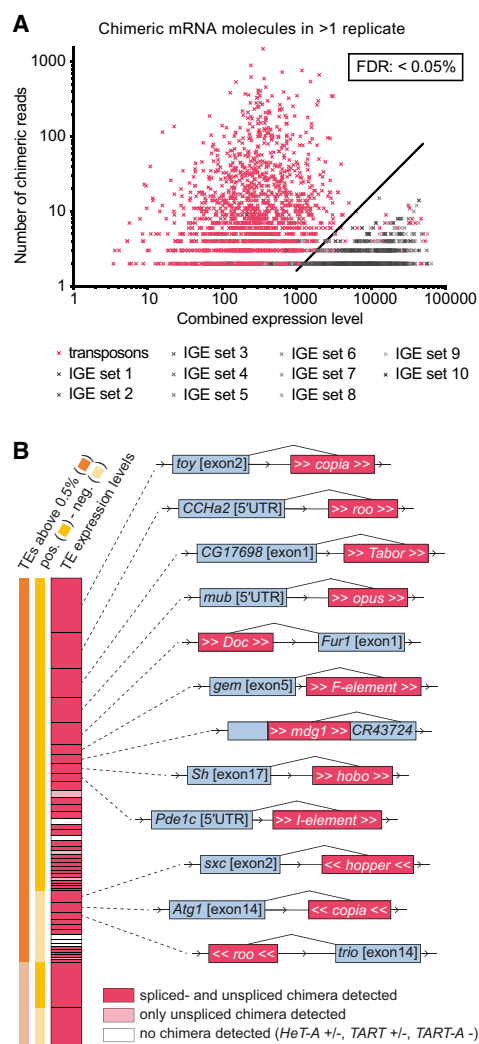 A
Chimeric mRNA molecules in >1 replicate
FDR: < 0.05%
Number of chimeric reads
1000
100
10
1
1 10 100 1000 10000 100000
Combined expression level
× transposons × IGE set 3 × IGE set 6 × IGE set 9
× IGE set 1 × IGE set 4 × IGE set 7 × IGE set 10
× IGE set 2 × IGE set 5 × IGE set 8
B
TEs above 0.5% ( )
pos. ( ) - neg. ( )
TE expression levels
toy [exon2] >> copia >>
CCHa2 [5'UTR] >> roo >>
CG17698 [exon1] >> Tabor >>
mub [5'UTR] >> opus >>
>> Doc >> Fur1 [exon1]
gem [exon5] >> F-element >>
>> mdg1 >> CR43724
Sh [exon17] >> hobo >>
Pde1c [5'UTR] >> I-element >>
sxc [exon2] << hopper <<
Atg1 [exon14] << copia <<
<< roo << trio [exon14]
spliced- and unspliced chimera detected
only unspliced chimera detected
no chimera detected (HeT-A +/-, TART +/-, TART-A -)